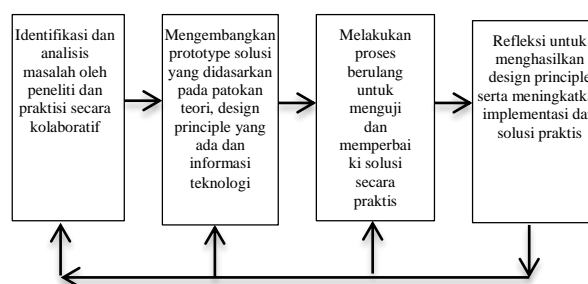 Identifikasi dan
analisis
masalah oleh
peneliti dan
praktisi secara
kolaboratif
Mengembangkan
prototype solusi
yang didasarkan
pada patokan
teori, design
principle yang
ada dan
informasi
teknologi
Melakukan
proses
berulang
untuk
menguji
dan
memperbai
ki solusi
secara
praktis
Refleksi untuk
menghasilkan
design principle
serta
implementasi
solusi praktis